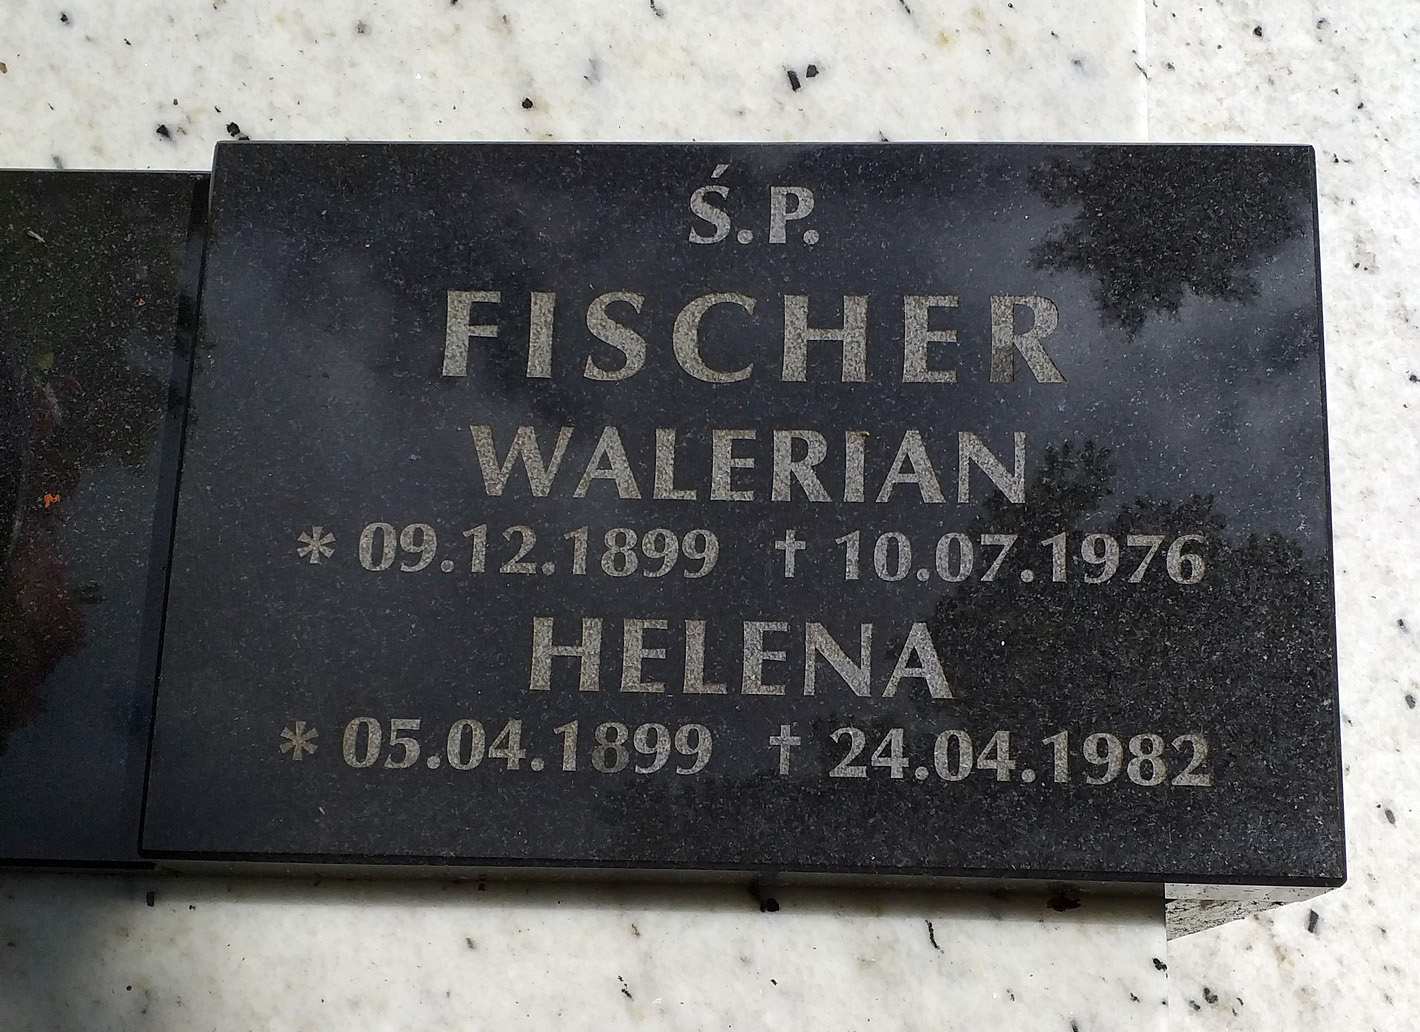 Ś.P.
FISCHER
WALERIAN
* 09.12.1899 † 10.07.1976
HELENA
* 05.04.1899 † 24.04.1982